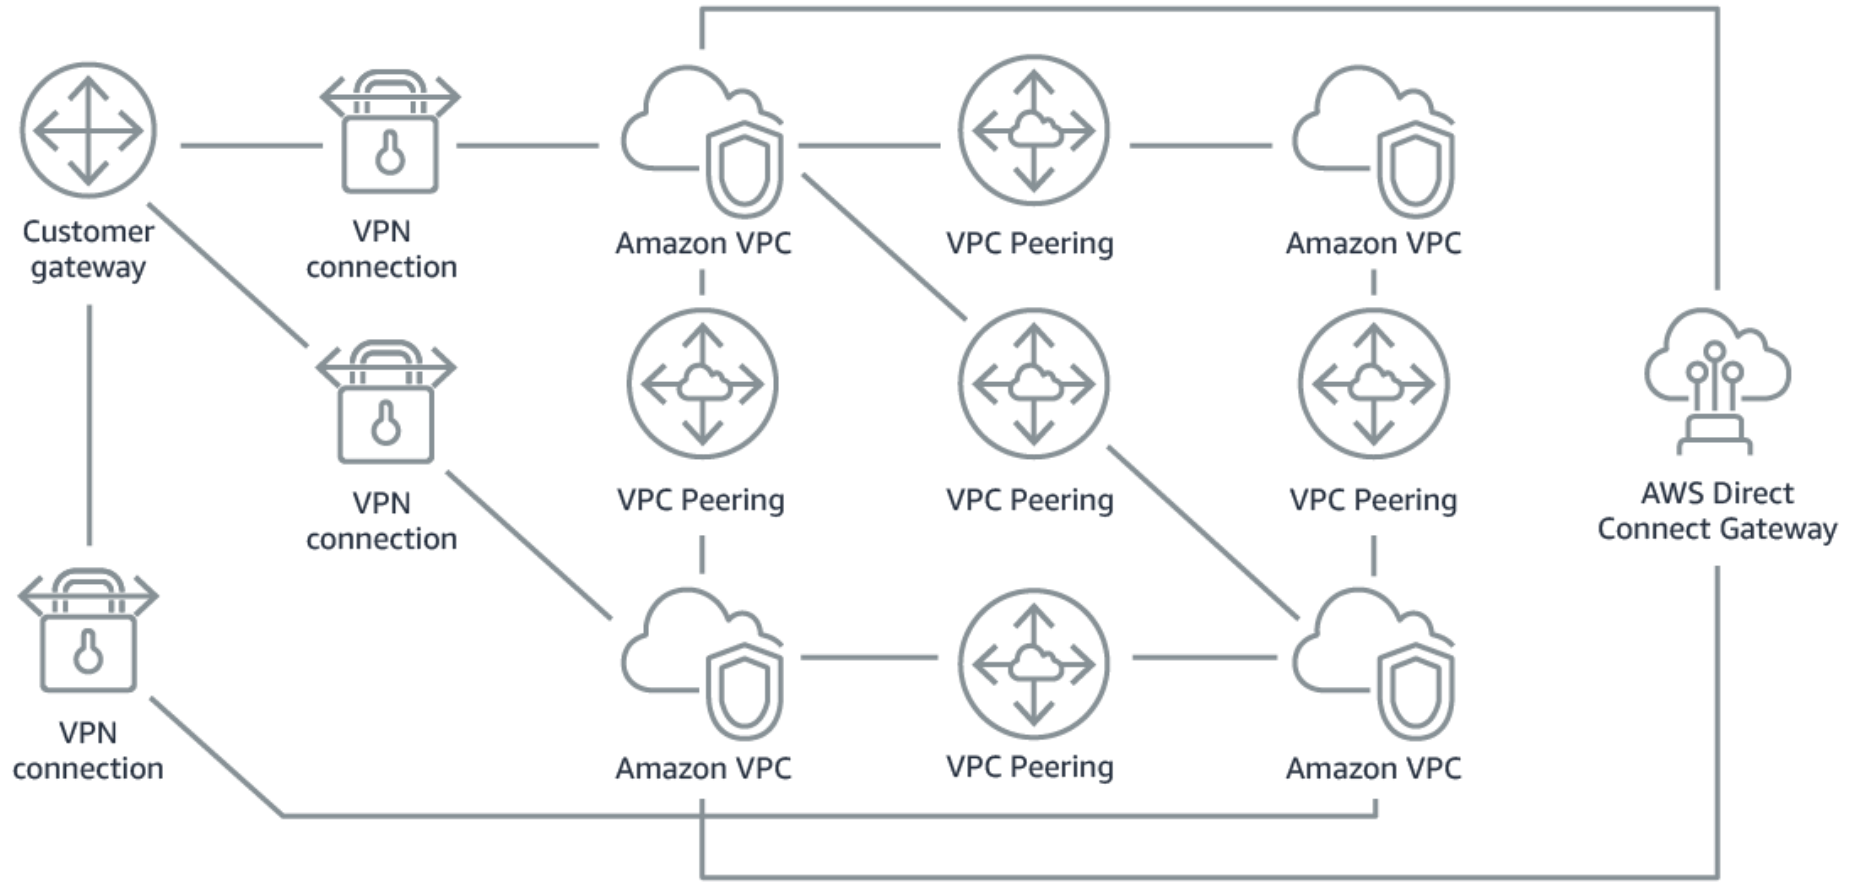 Customer
gateway
VPN
connection
Amazon VPC
VPC Peering
Amazon VPC
VPN
connection
VPC Peering
VPC Peering
VPC Peering
AWS Direct
Connect Gateway
VPN
connection
Amazon VPC
VPC Peering
Amazon VPC